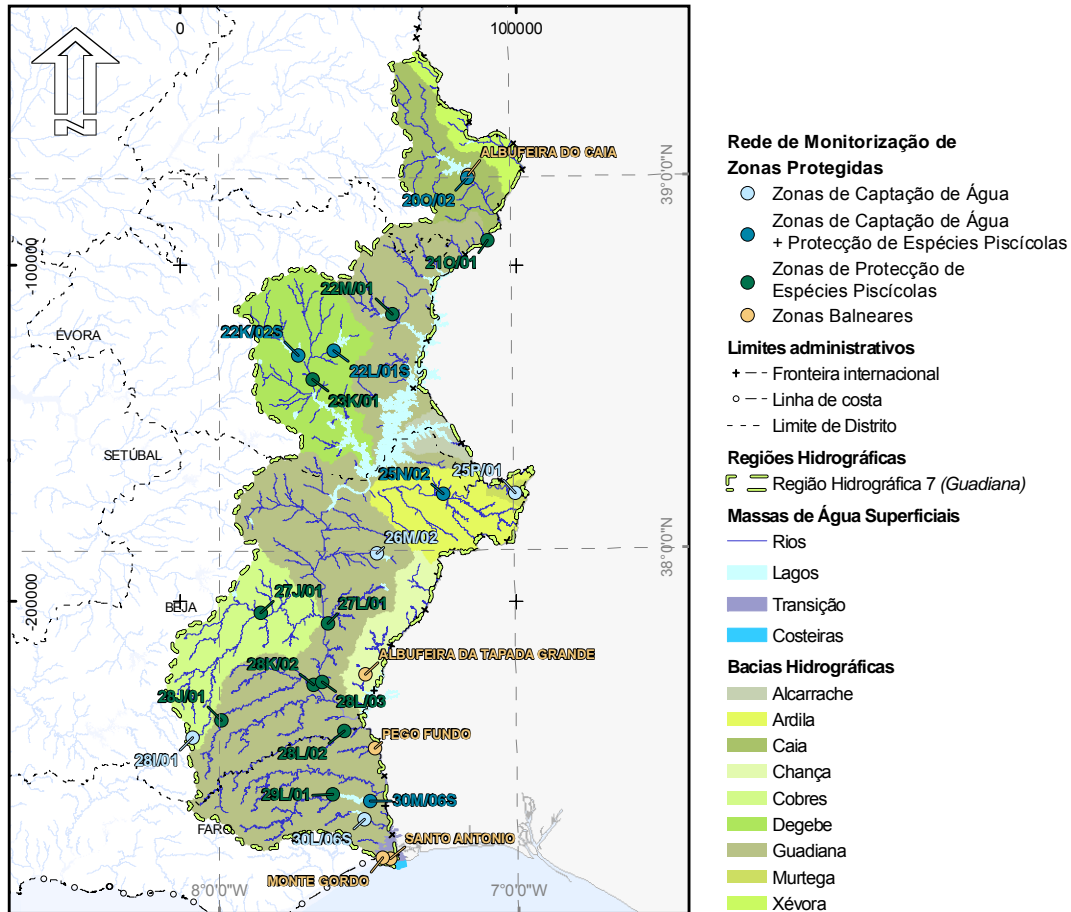 0
100000
N
ALBUFEIRA DO CAIA
39°0'0"N
20O/02
21O/01
-100000
22M/01
22K/02S
ÉVORA
22L/01S
23K/01
SETÚBAL
25P/01
25N/02
26M/02
38°0'0"N
27J/01
27L/01
BEJA
-200000
ALBUFEIRA DA TAPADA GRANDE
28K/02
28J/01
28L/03
PEGO FUNDO
28L/02
28I/01
29L/01
30M/06S
FARO
30L/06S
SANTO ANTONIO
MONTE GORDO
8°0'0"W
7°0'0"W
Rede de Monitorização de
Zonas Protegidas
Zonas de Captação de Água
Zonas de Captação de Água
+ Protecção de Espécies Piscícolas
Zonas de Protecção de
Espécies Piscícolas
Zonas Balneares
Limites administrativos
Fronteira internacional
Linha de costa
Limite de Distrito
Regiões Hidrográficas
Região Hidrográfica 7 (Guadiana)
Massas de Água Superficiais
Rios
Lagos
Transição
Costeiras
Bacias Hidrográficas
Alcarrache
Ardila
Caia
Chança
Cobres
Degebe
Guadiana
Murtega
Xévora